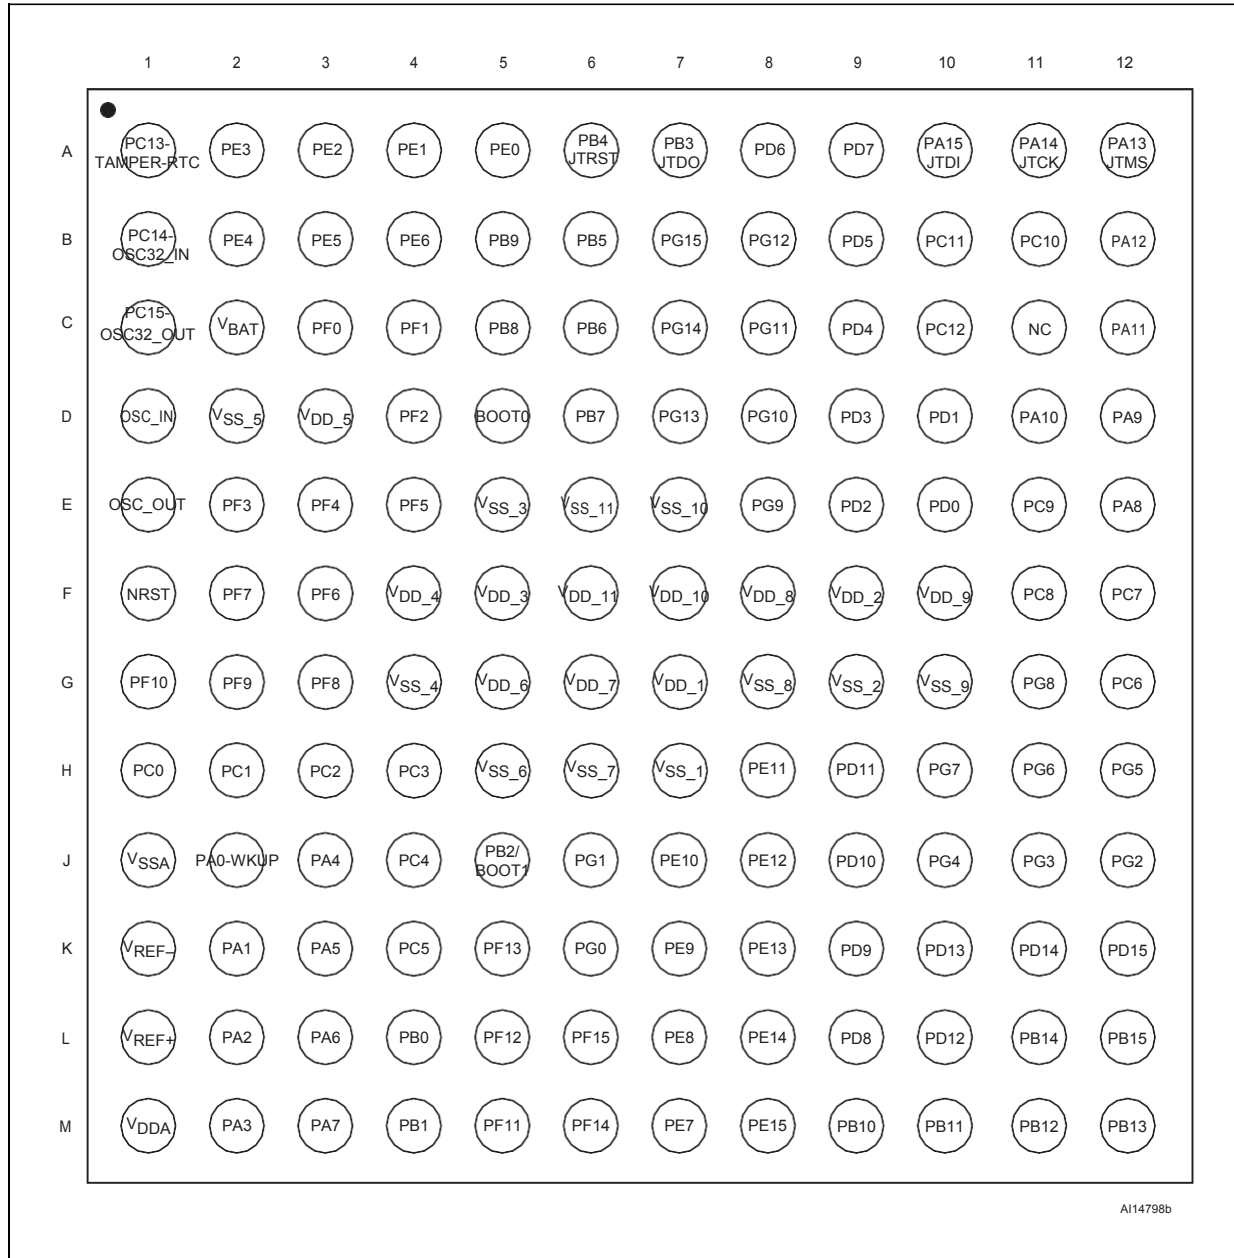 1 2 3 4 5 6 7 8 9 10 11 12
A PC13-TAMPER-RTC PE3 PE2 PE1 PE0 PB4 JTRST PB3 JTDO PD6 PD7 PA15 JTDI PA14 JTCK PA13 JTMS
B PC14-OSC32_IN PE4 PE5 PE6 PB9 PB5 PG15 PG12 PD5 PC11 PC10 PA12
C PC15-OSC32_OUT VBAT PF0 PF1 PB8 PB6 PG14 PG11 PD4 PC12 NC PA11
D OSC_IN VSS_5 VDD_5 PF2 BOOT0 PB7 PG13 PG10 PD3 PD1 PA10 PA9
E OSC_OUT PF3 PF4 PF5 VSS_3 VSS_11 VSS_10 PG9 PD2 PD0 PC9 PA8
F NRST PF7 PF6 VDD_4 VDD_3 VDD_11 VDD_10 VDD_8 VDD_2 VDD_9 PC8 PC7
G PF10 PF9 PF8 VSS_4 VDD_6 VDD_7 VDD_1 VSS_8 VSS_2 VSS_9 PG8 PC6
H PC0 PC1 PC2 PC3 VSS_6 VSS_7 VSS_1 PE11 PD11 PG7 PG6 PG5
J VSSA PA0-WKUP PA4 PC4 PB2/BOOT1 PG1 PE10 PE12 PD10 PG4 PG3 PG2
K VREF– PA1 PA5 PC5 PF13 PG0 PE9 PE13 PD9 PD13 PD14 PD15
L VREF+ PA2 PA6 PB0 PF12 PF15 PE8 PE14 PD8 PD12 PB14 PB15
M VDDA PA3 PA7 PB1 PF11 PF14 PE7 PE15 PB10 PB11 PB12 PB13
AI14798b